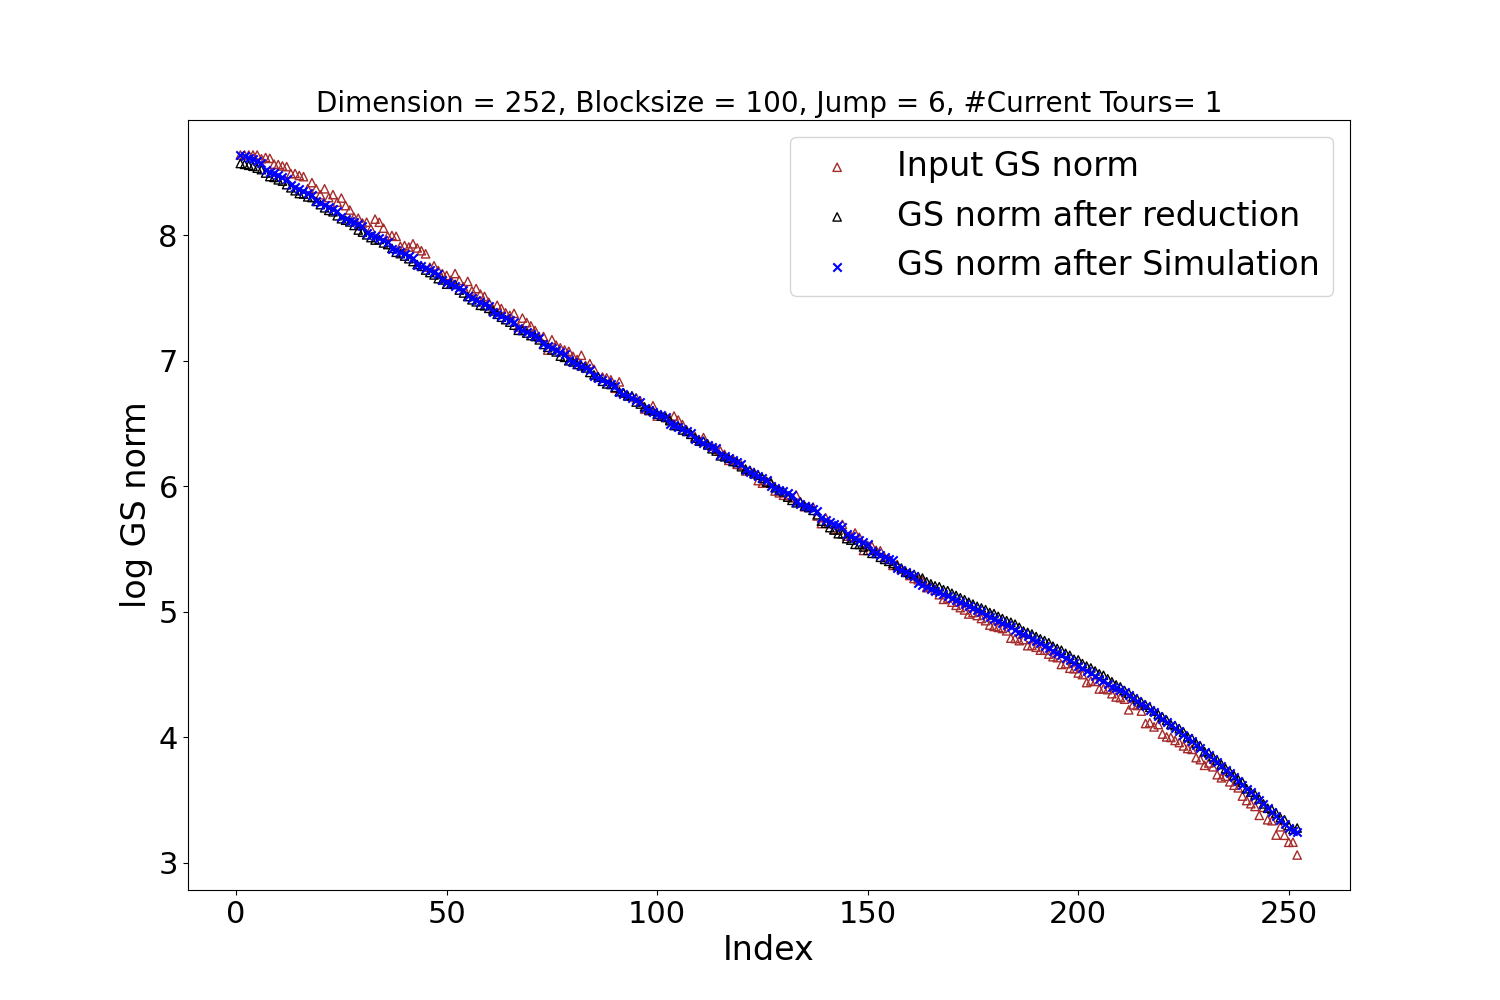 Dimension = 252, Blocksize = 100, Jump = 6, #Current Tours= 1
Input GS norm
GS norm after reduction
GS norm after Simulation
log GS norm
8
7
6
5
4
3
0 50 100 150 200 250
Index